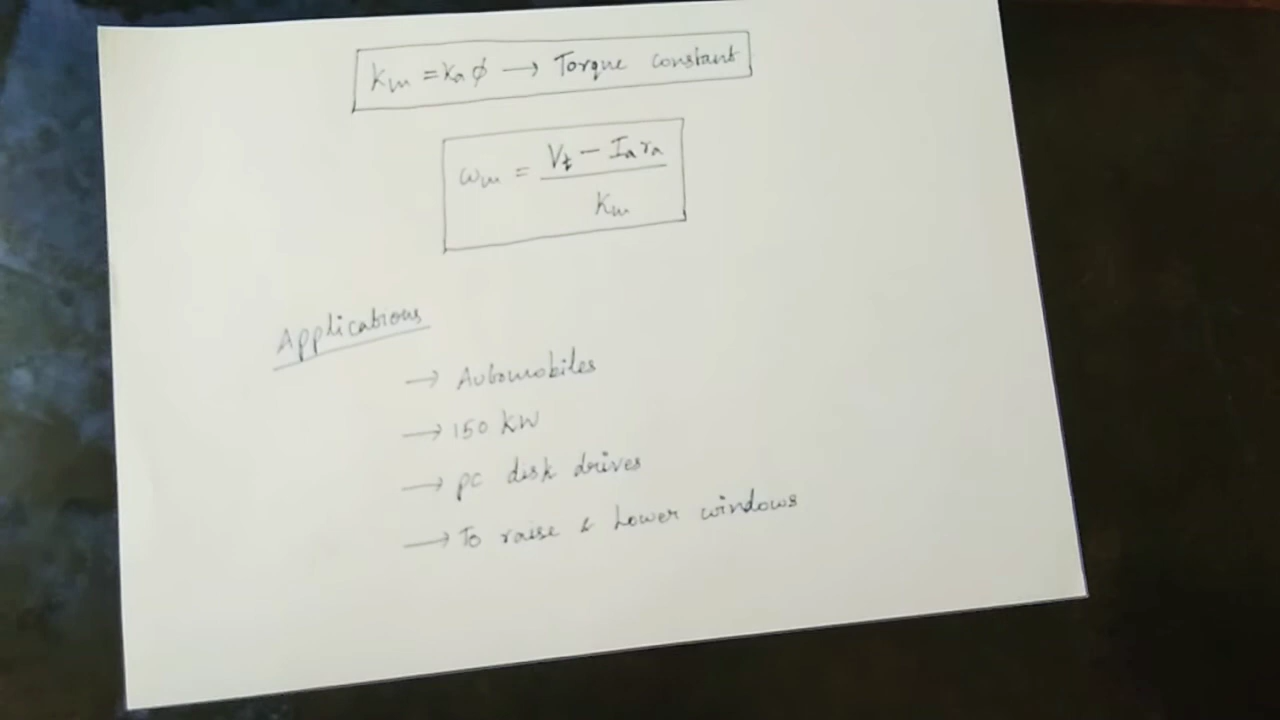 Km = Ka φ → Torque constant
ωm = (Vt − Ia ra) / Km
Applications
→ Automobiles
→ 150 KW
→ PC disk drives
→ To raise & Lower windows